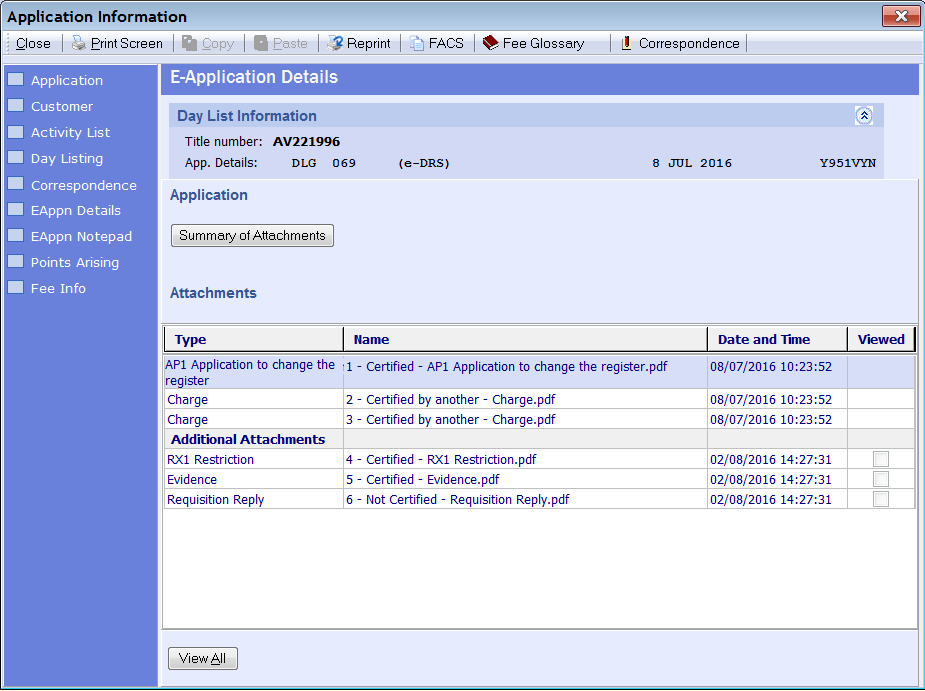 Application Information
Close Print Screen Copy Paste Reprint FACS Fee Glossary Correspondence
Application
Customer
Activity List
Day Listing
Correspondence
EAppn Details
EAppn Notepad
Points Arising
Fee Info
E-Application Details
Day List Information
Title number: AV221996
App. Details: DLG 069 (e-DRS) 8 JUL 2016 Y951VYN
Application
Summary of Attachments
Attachments
Type Name Date and Time Viewed
AP1 Application to change the register 1 - Certified - AP1 Application to change the register.pdf 08/07/2016 10:23:52
Charge 2 - Certified by another - Charge.pdf 08/07/2016 10:23:52
Charge 3 - Certified by another - Charge.pdf 08/07/2016 10:23:52
Additional Attachments
RX1 Restriction 4 - Certified - RX1 Restriction.pdf 02/08/2016 14:27:31
Evidence 5 - Certified - Evidence.pdf 02/08/2016 14:27:31
Requisition Reply 6 - Not Certified - Requisition Reply.pdf 02/08/2016 14:27:31
View All